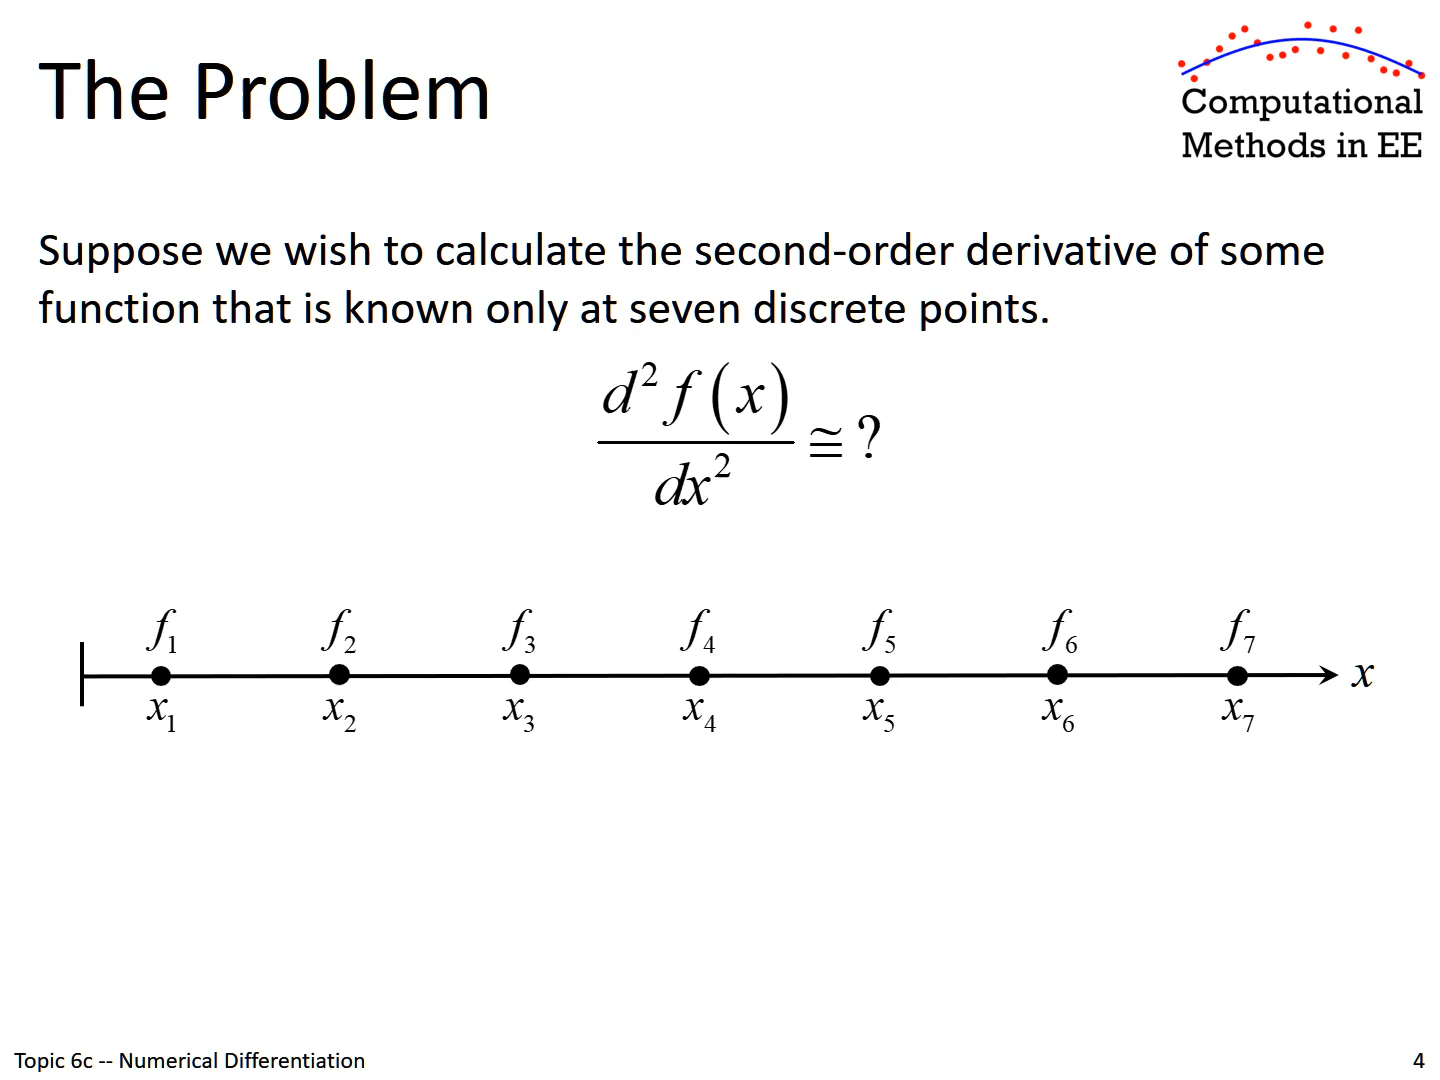 The Problem
Computational
Methods in EE
Suppose we wish to calculate the second-order derivative of some
function that is known only at seven discrete points.
d² f(x)
≅ ?
dx²
f₁ f₂ f₃ f₄ f₅ f₆ f₇
x
x₁ x₂ x₃ x₄ x₅ x₆ x₇
Topic 6c -- Numerical Differentiation
4